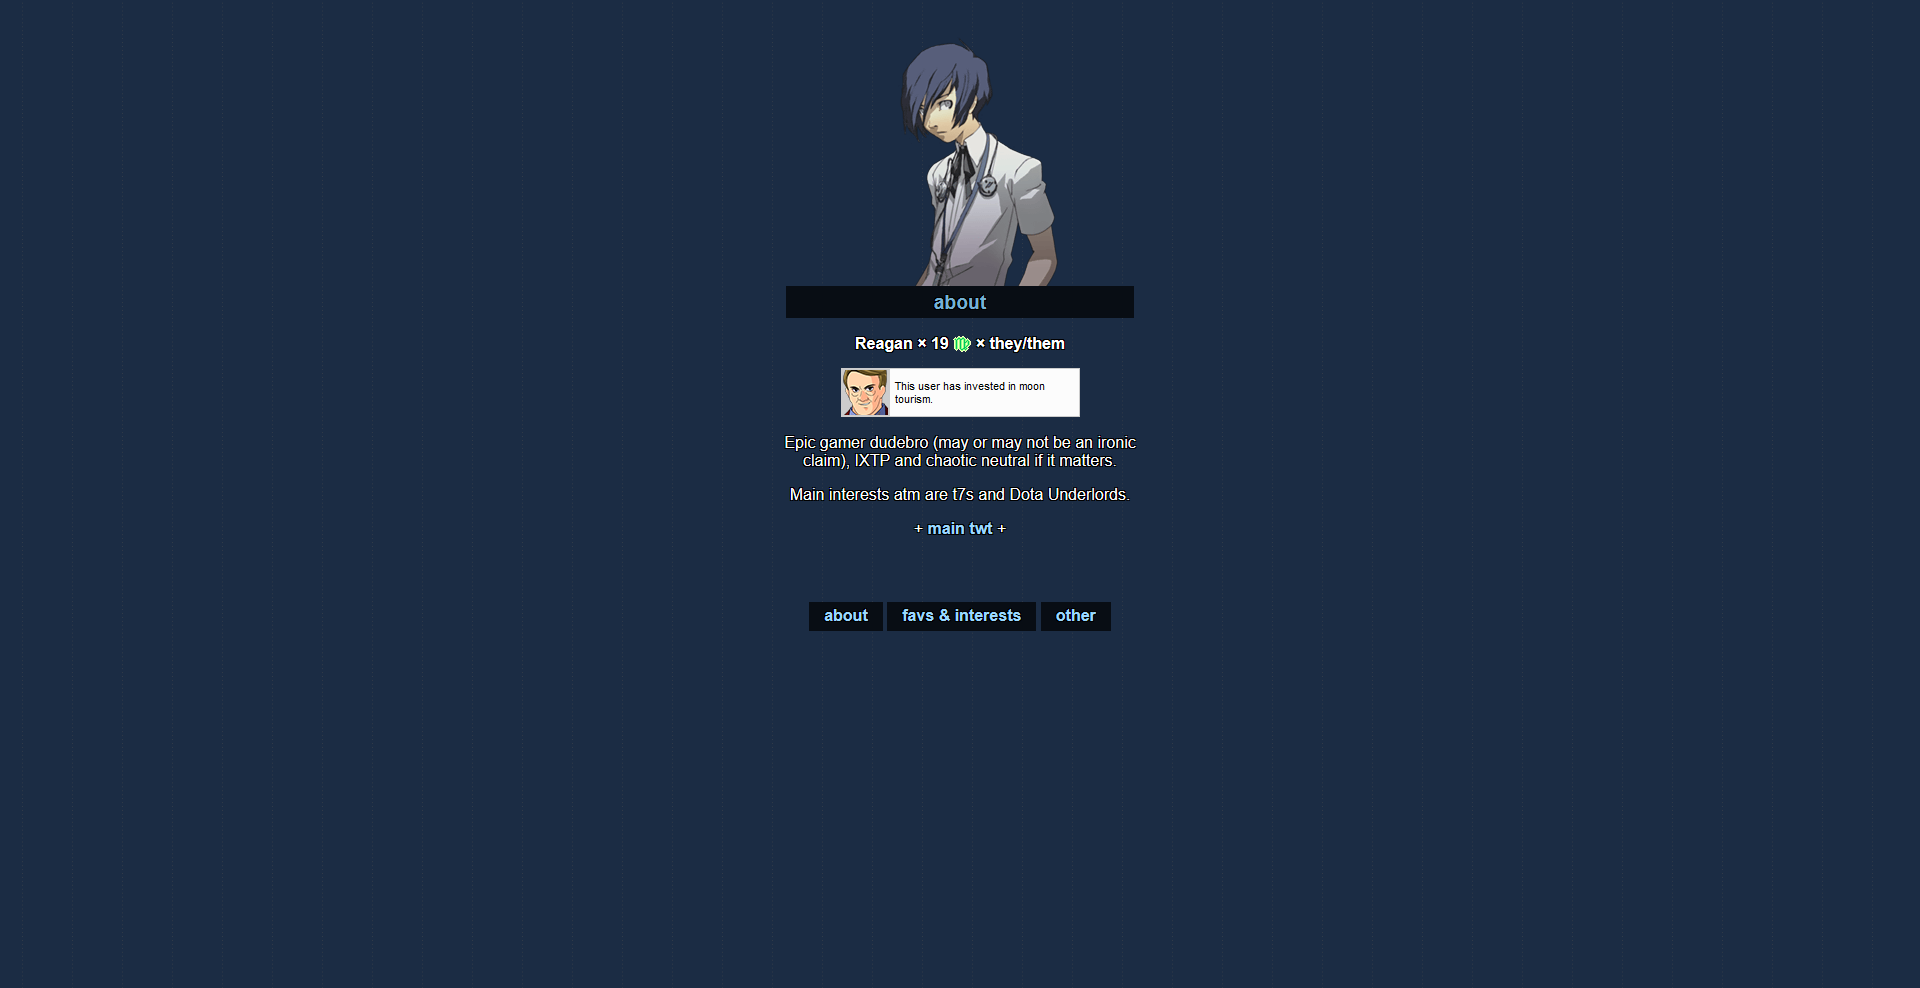 about
Reagan × 19 × they/them
This user has invested in moon
tourism.
Epic gamer dudebro (may or may not be an ironic
claim), IXTP and chaotic neutral if it matters.
Main interests atm are t7s and Dota Underlords.
+ main twt +
about
favs & interests
other